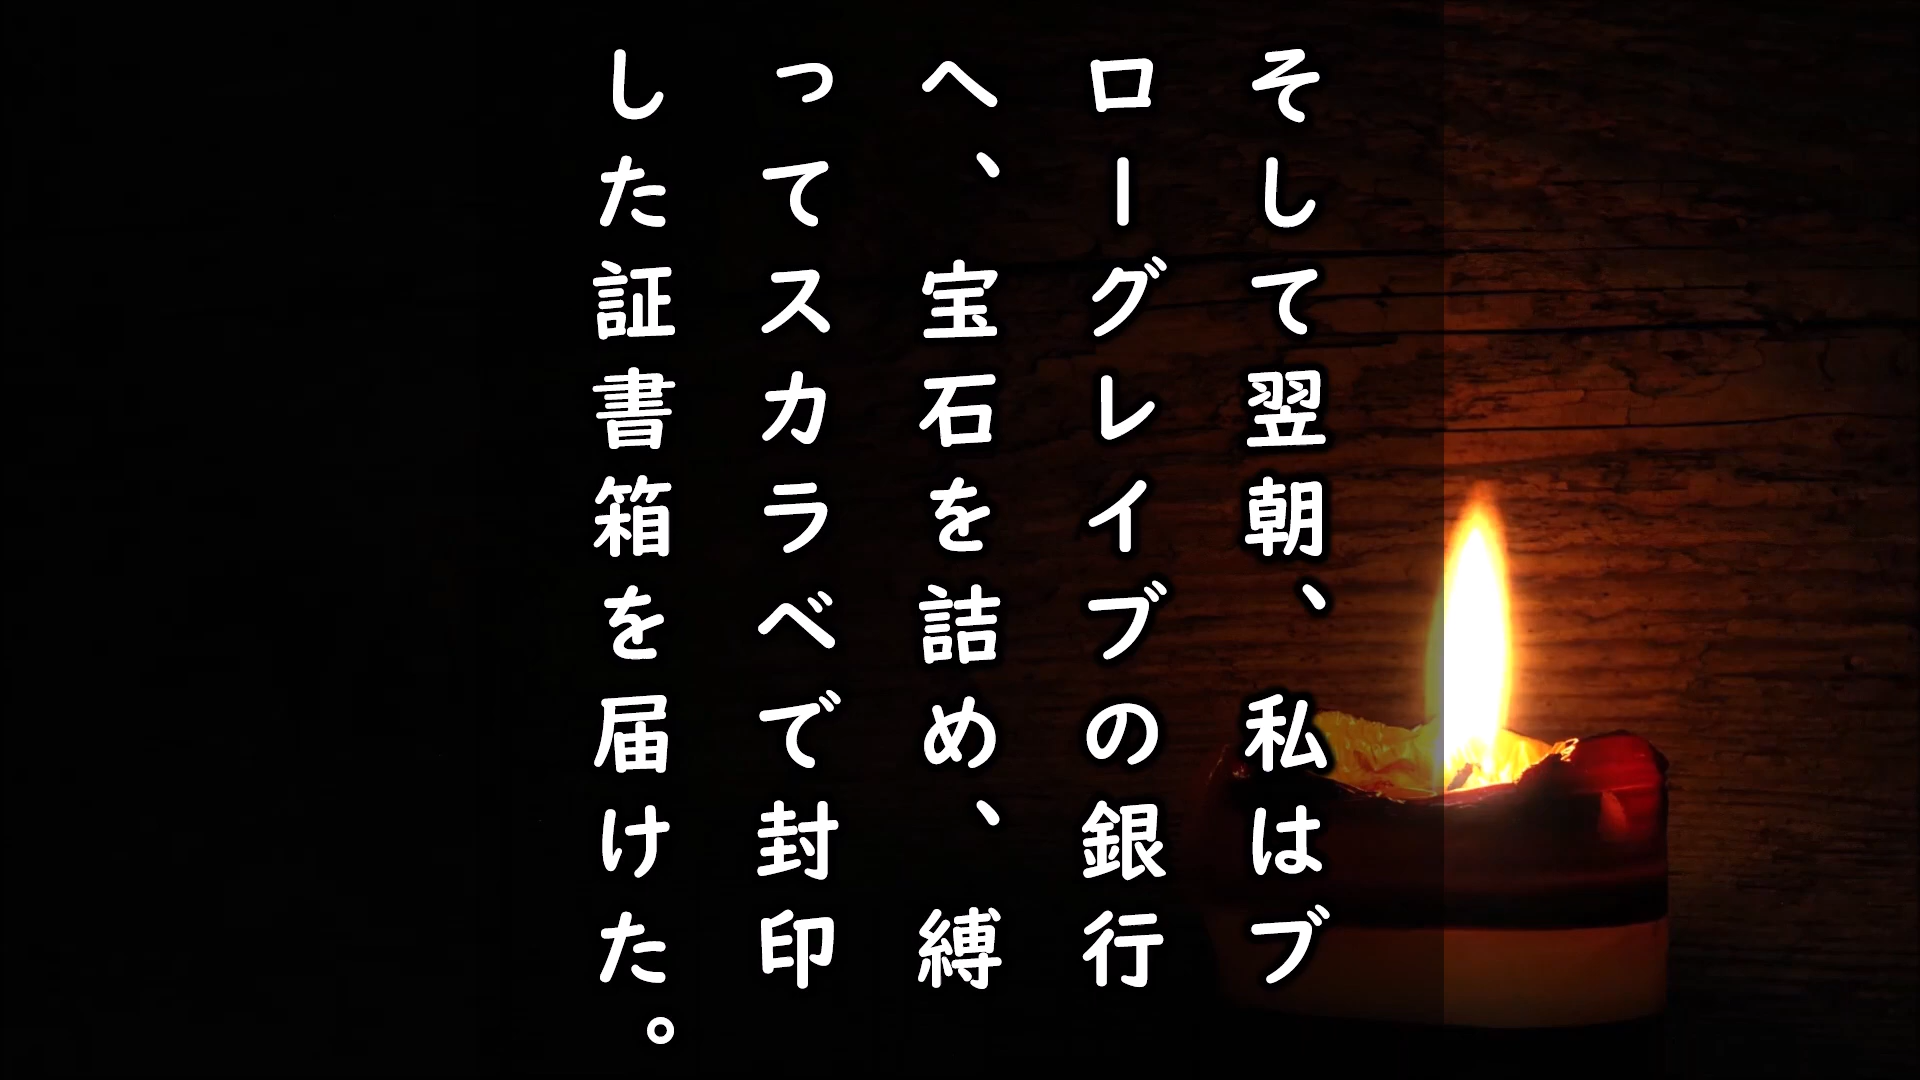 そして翌朝、私はブ
ローグレイブの銀行
へ、宝石を詰め、縛
ってスカラベで封印
した証書箱を届けた。